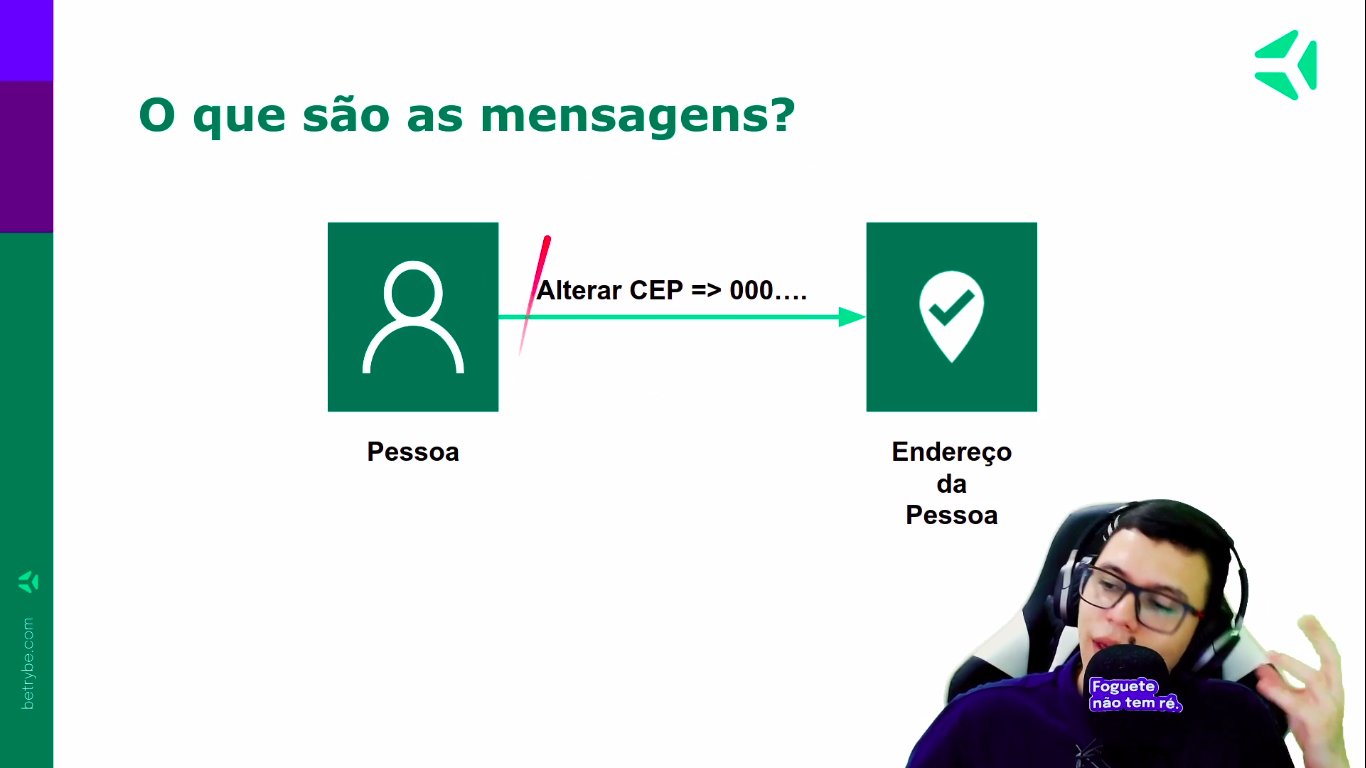 O que são as mensagens?
Alterar CEP => 000....
Pessoa
Endereço
da
Pessoa
Foguete
não tem ré.
betrybe.com